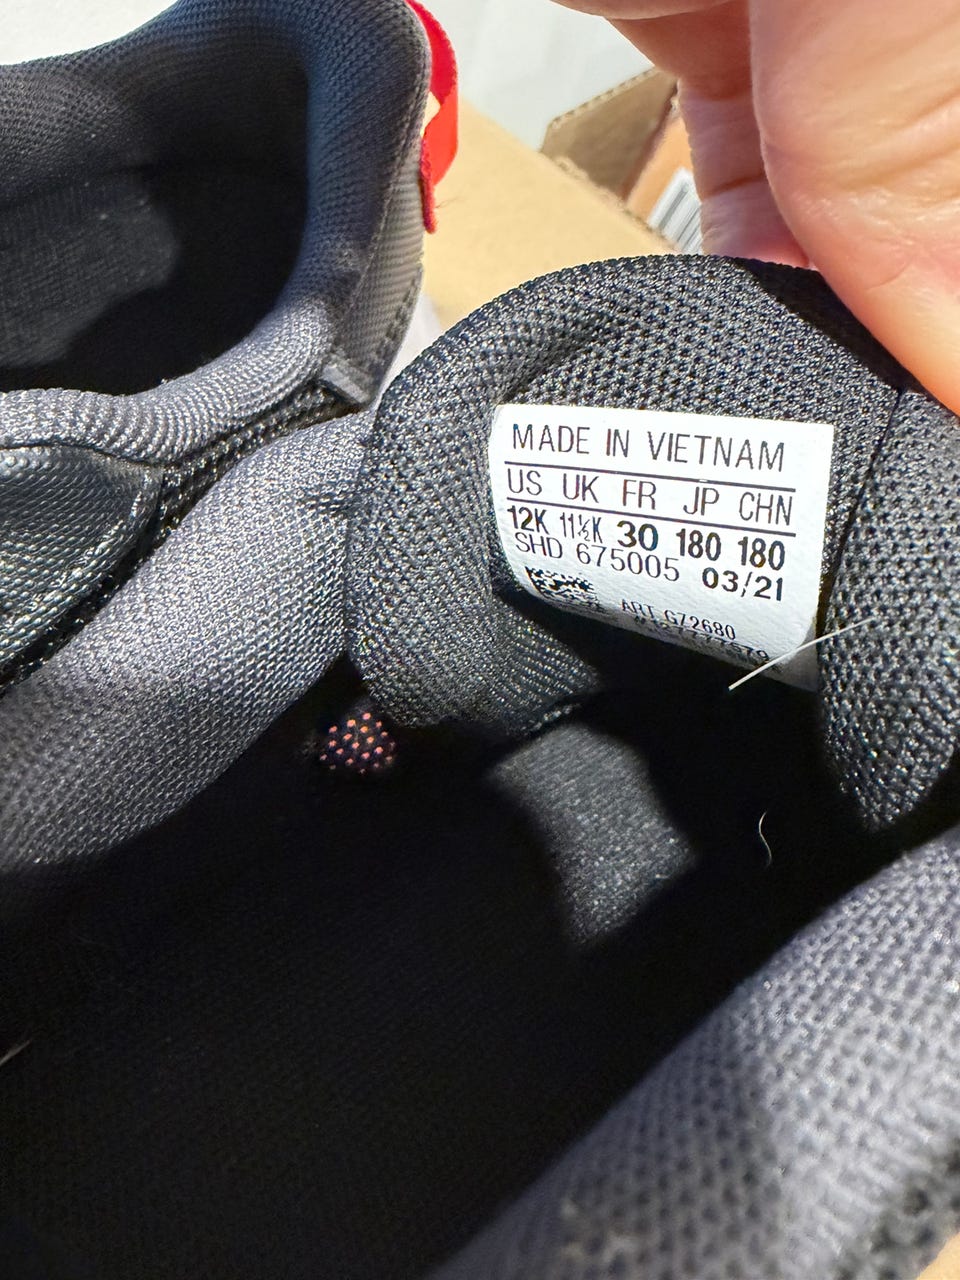 MADE IN VIETNAM
US UK FR JP CHN
12K 11½K 30 180 180
SHD 675005 03/21
ART GZ2680